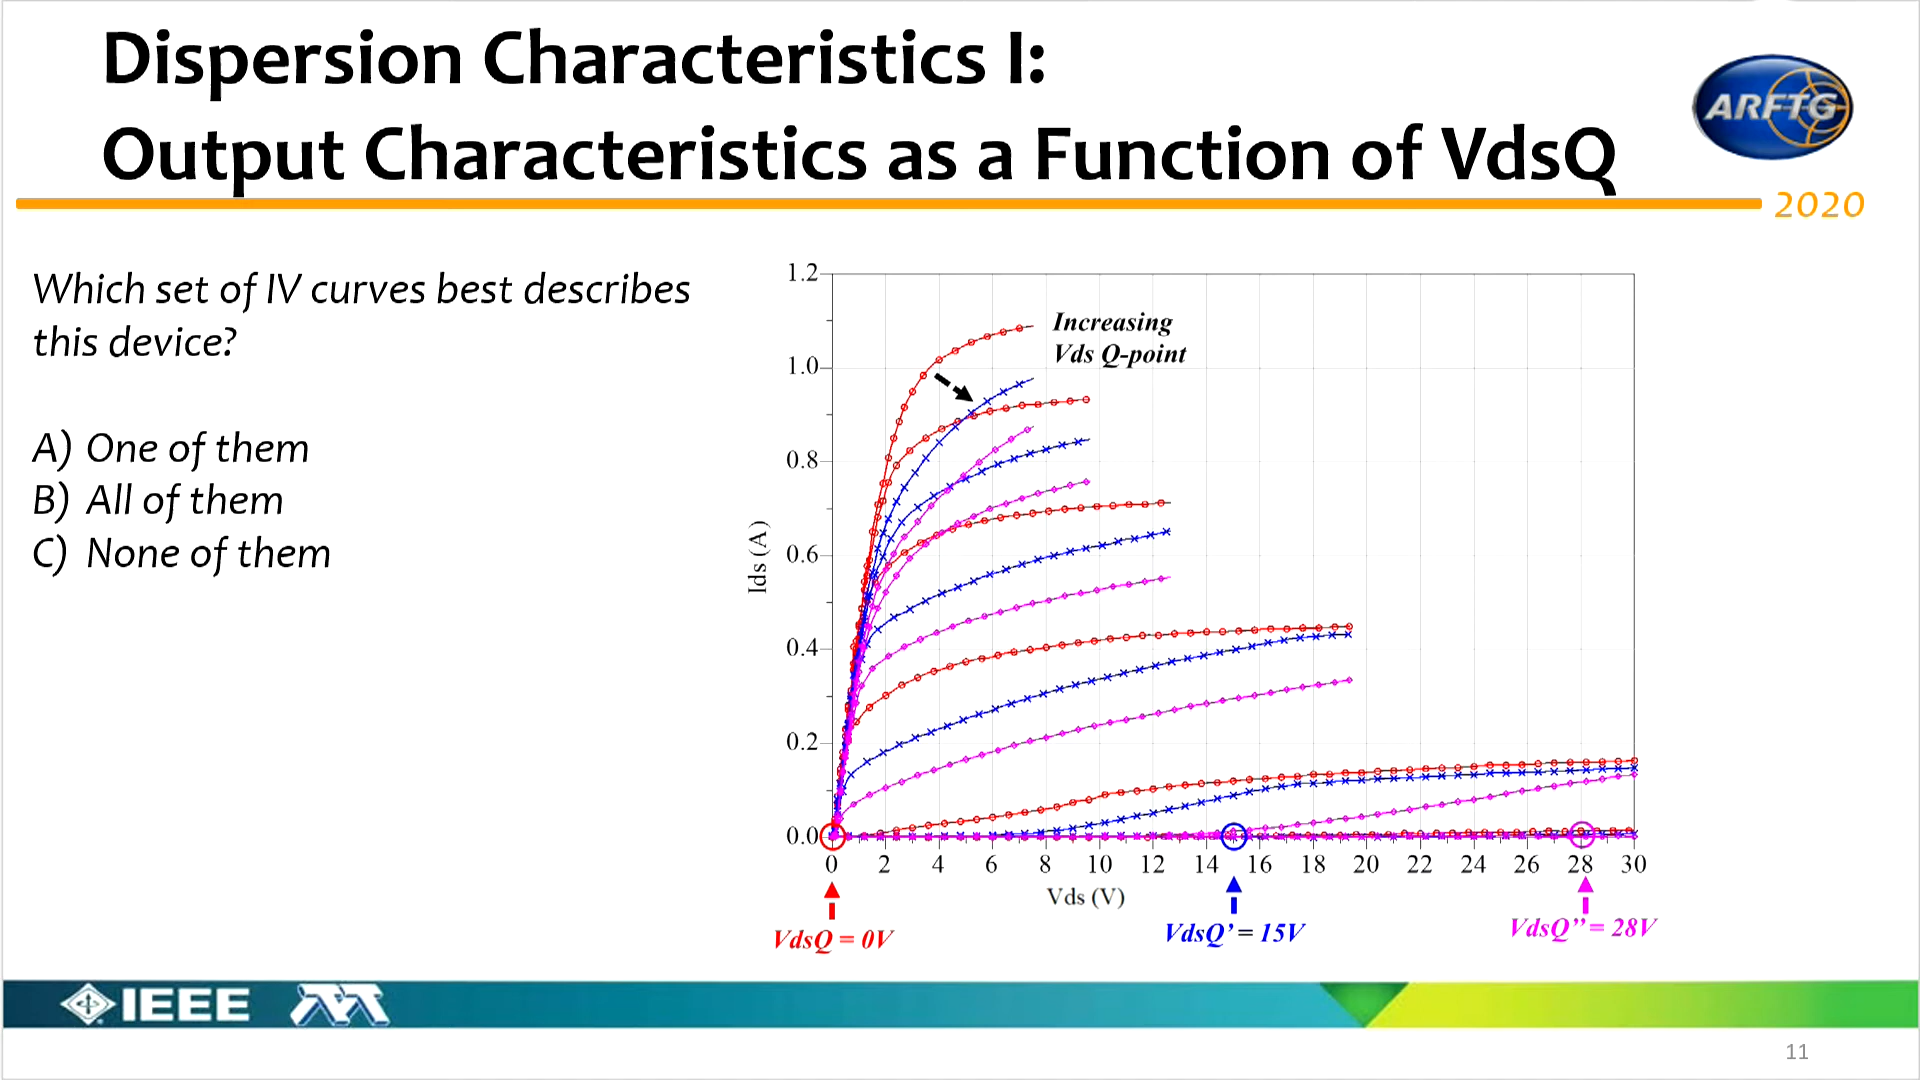 Dispersion Characteristics I:
Output Characteristics as a Function of VdsQ
ARFTG
2020
Which set of IV curves best describes
this device?
A) One of them
B) All of them
C) None of them
Increasing
Vds Q-point
1.2
1.0
0.8
0.6
0.4
0.2
0.0
Ids (A)
0 2 4 6 8 10 12 14 16 18 20 22 24 26 28 30
Vds (V)
VdsQ = 0V
VdsQ’ = 15V
VdsQ’’ = 28V
IEEE
11